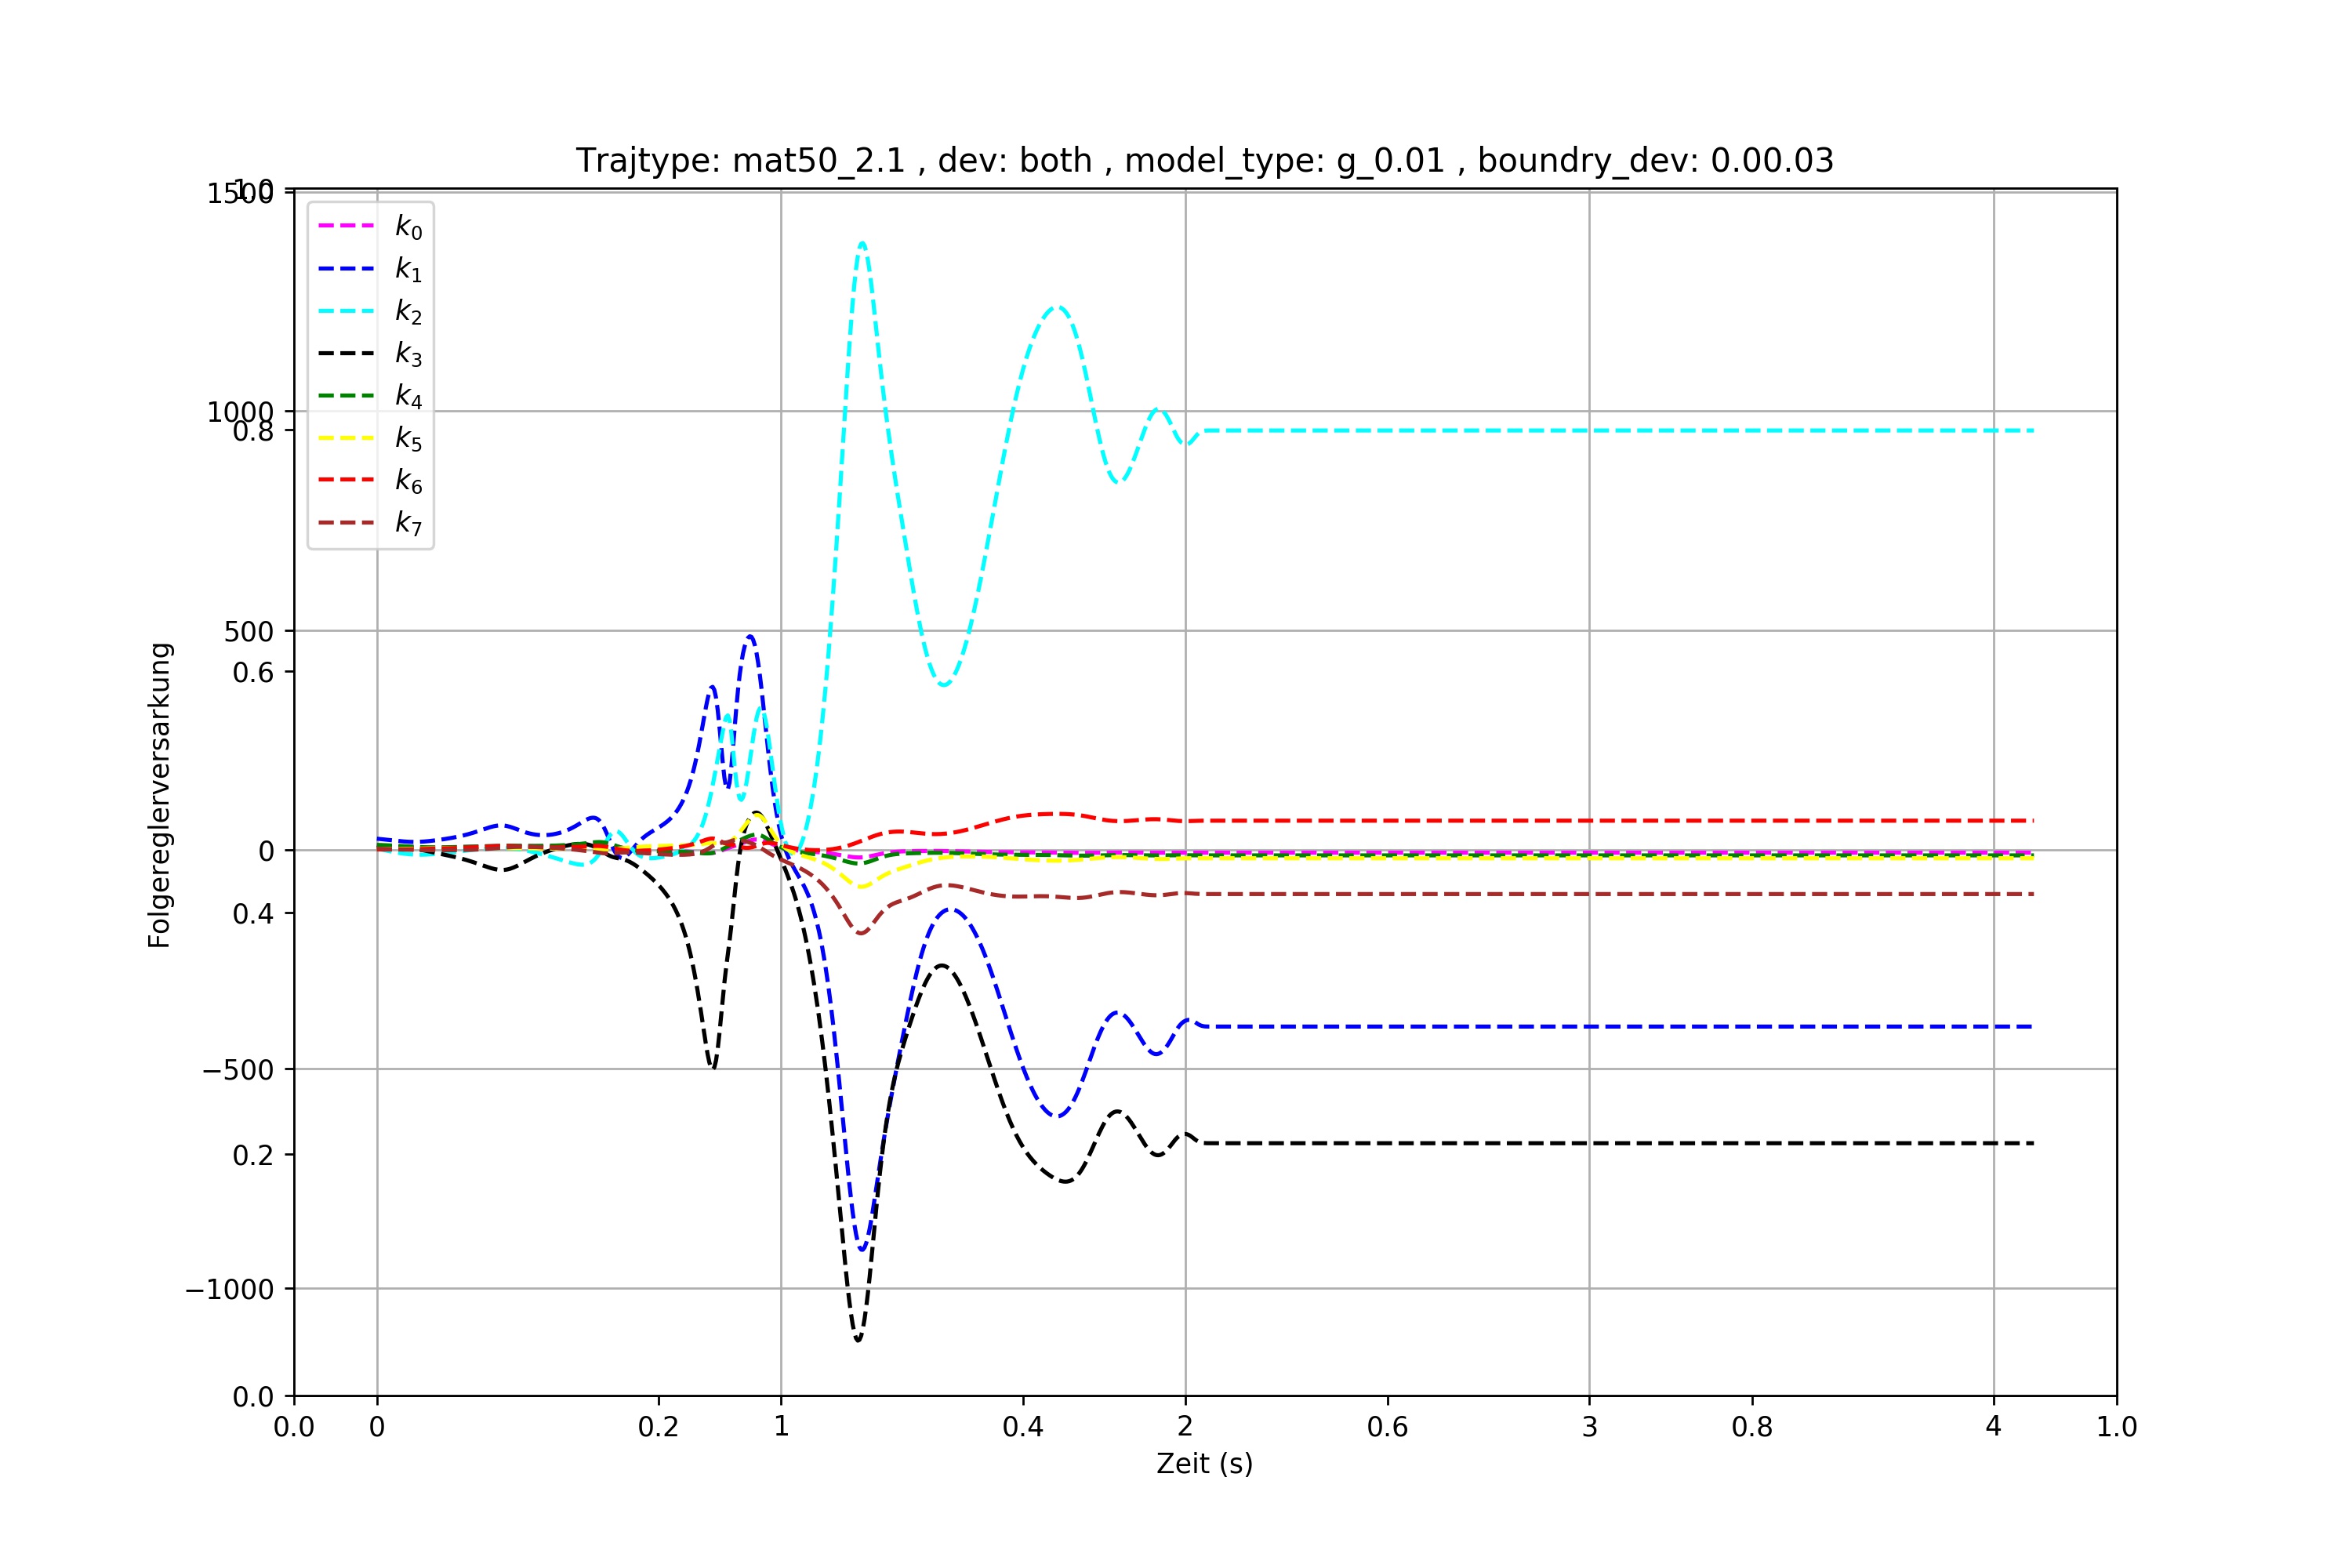 Trajtype: mat50_2.1 , dev: both , model_type: g_0.01 , boundry_dev: 0.00.03
1.0
1500
k0
k1
k2
k3
k4
k5
k6
k7
1000
0.8
500
0.6
0
0.4
−500
0.2
−1000
0.0
Folgereglerversarkung
0.0 0 0.2 1 0.4 2 0.6 3 0.8 4 1.0
Zeit (s)